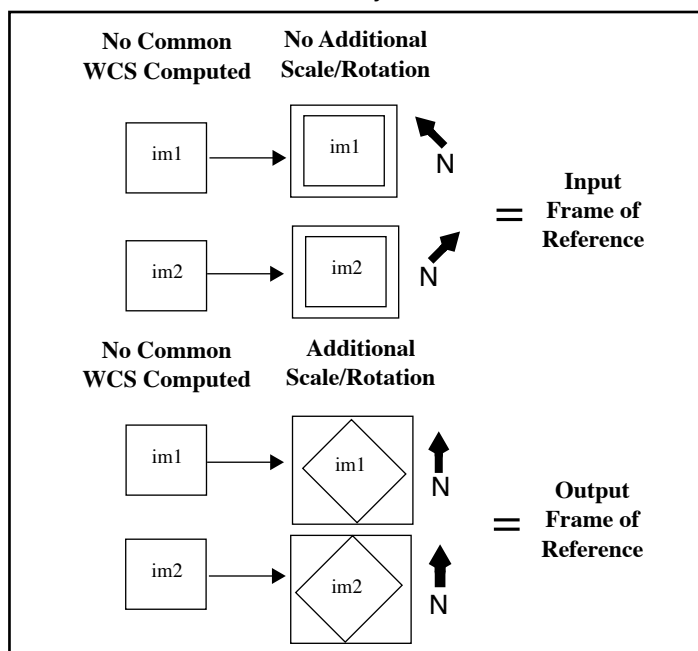 No Common
WCS Computed
No Additional
Scale/Rotation
im1
im1
N
im2
im2
N
=
Input
Frame of
Reference
No Common
WCS Computed
Additional
Scale/Rotation
im1
im1
N
im2
im2
N
=
Output
Frame of
Reference